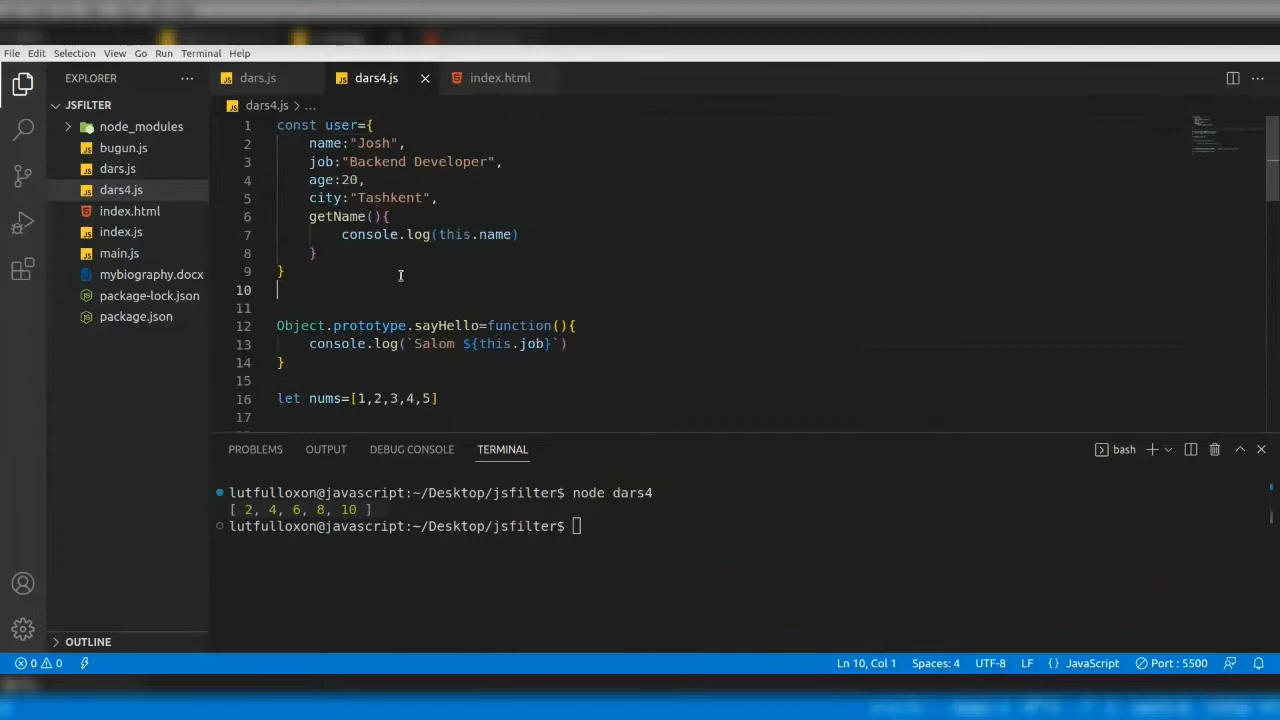 File Edit Selection View Go Run Terminal Help
EXPLORER ···
dars.js
dars4.js
index.html
JSFILTER
node_modules
bugun.js
dars.js
dars4.js
index.html
index.js
main.js
mybiography.docx
package-lock.json
package.json
OUTLINE
dars4.js > ...
1 const user={
2 name:"Josh",
3 job:"Backend Developer",
4 age:20,
5 city:"Tashkent",
6 getName(){
7 console.log(this.name)
8 }
9 }
10
11
12 Object.prototype.sayHello=function(){
13 console.log(`Salom ${this.job}`)
14 }
15
16 let nums=[1,2,3,4,5]
17
PROBLEMS OUTPUT DEBUG CONSOLE TERMINAL
bash
lutfulloxon@javascript:~/Desktop/jsfilter$ node dars4
[ 2, 4, 6, 8, 10 ]
lutfulloxon@javascript:~/Desktop/jsfilter$
0 0 Ln 10, Col 1 Spaces: 4 UTF-8 LF {} JavaScript Port : 5500